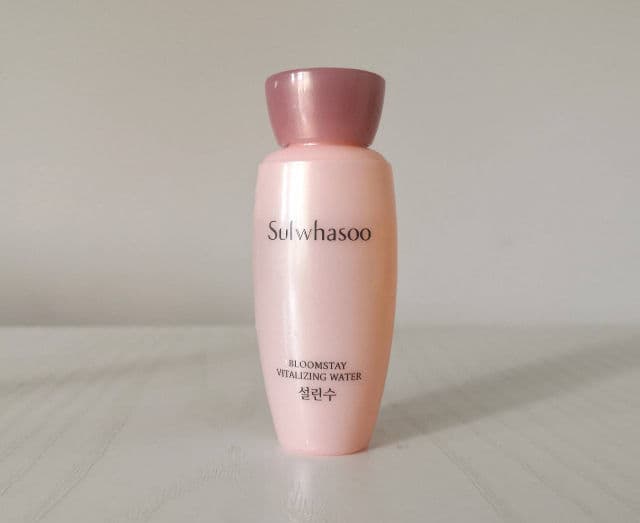 Sulwhasoo
BLOOMSTAY
VITALIZING WATER
설린수